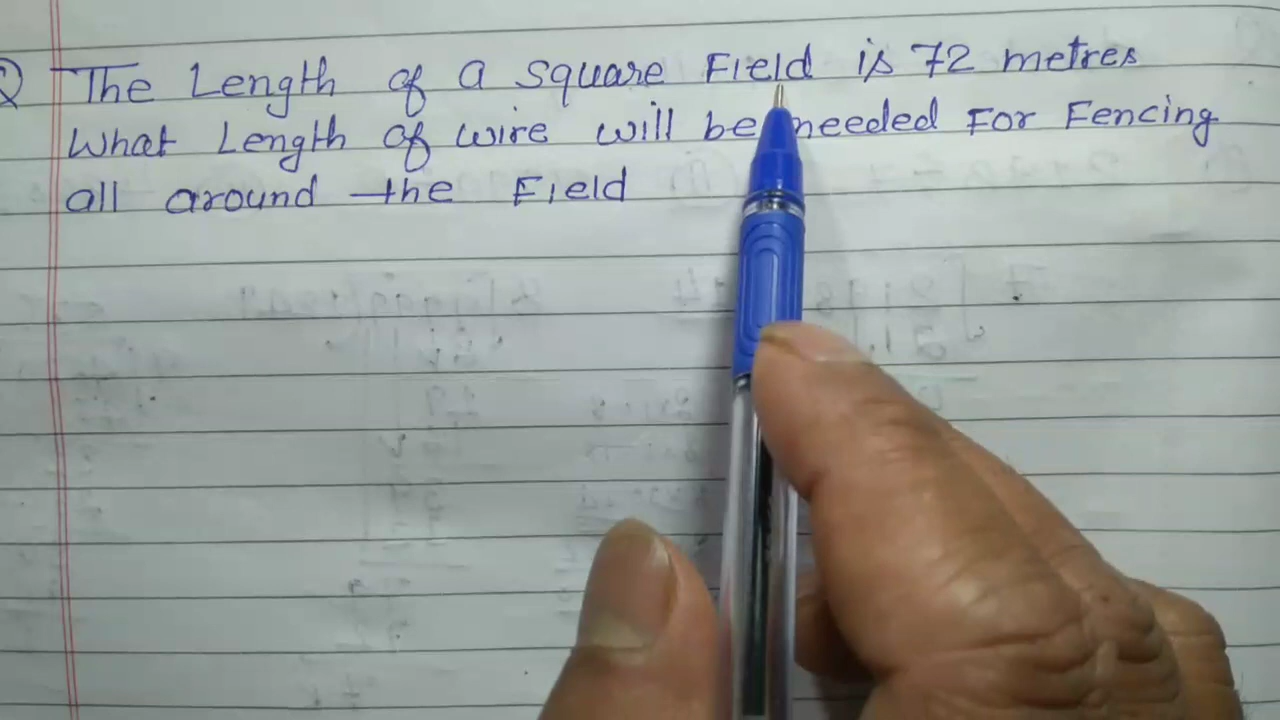 Q The Length of a Square Field is 72 metres
What Length of wire will be needed For Fencing
all around the Field